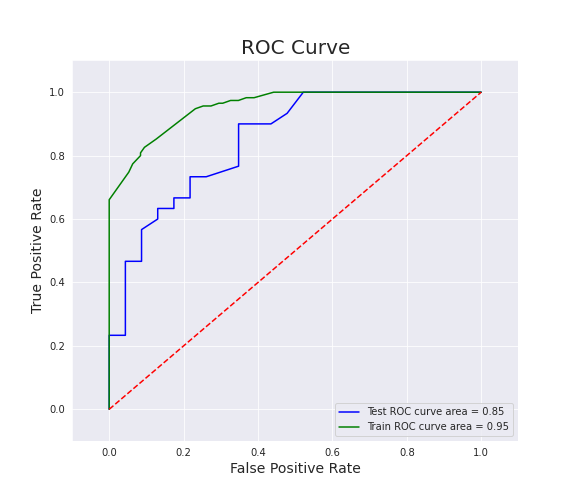 ROC Curve
True Positive Rate
1.0
0.8
0.6
0.4
0.2
0.0
0.0 0.2 0.4 0.6 0.8 1.0
False Positive Rate
Test ROC curve area = 0.85
Train ROC curve area = 0.95